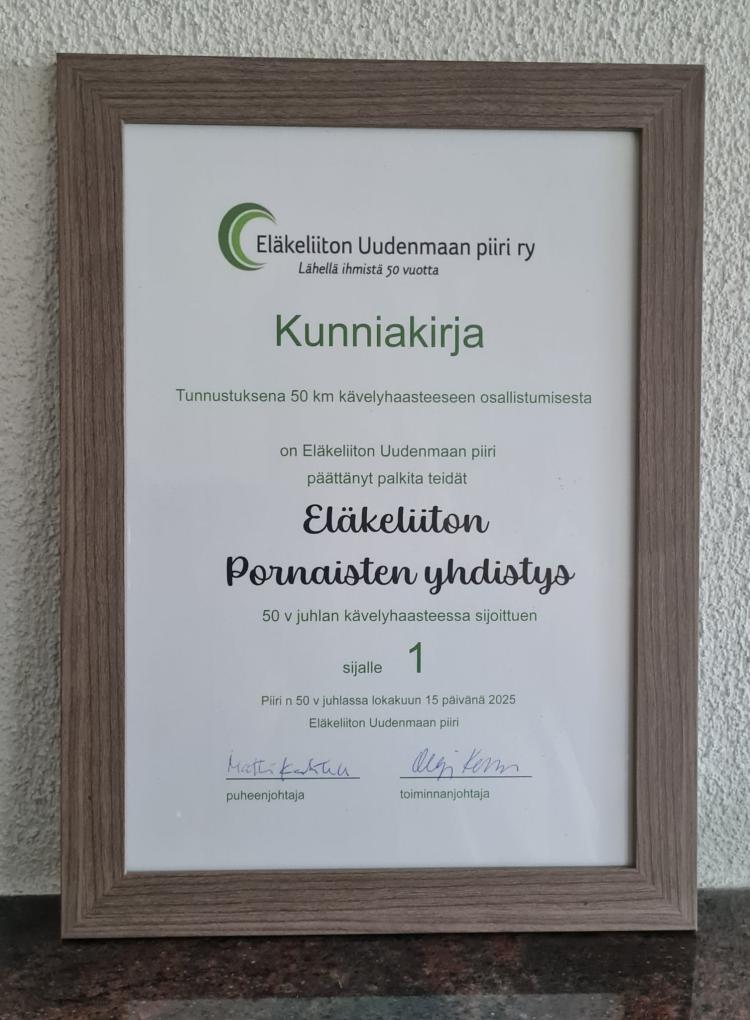 Eläkeliiton Uudenmaan piiri ry
Lähellä ihmistä 50 vuotta
Kunniakirja
Tunnustuksena 50 km kävelyhaasteeseen osallistumisesta
on Eläkeliiton Uudenmaan piiri
päättänyt palkita teidät
Eläkeliiton
Pornaisten yhdistys
50 v juhlan kävelyhaasteessa sijoittuen
sijalle 1
Piiri n 50 v juhlassa lokakuun 15 päivänä 2025
Eläkeliiton Uudenmaan piiri
puheenjohtaja toiminnanjohtaja